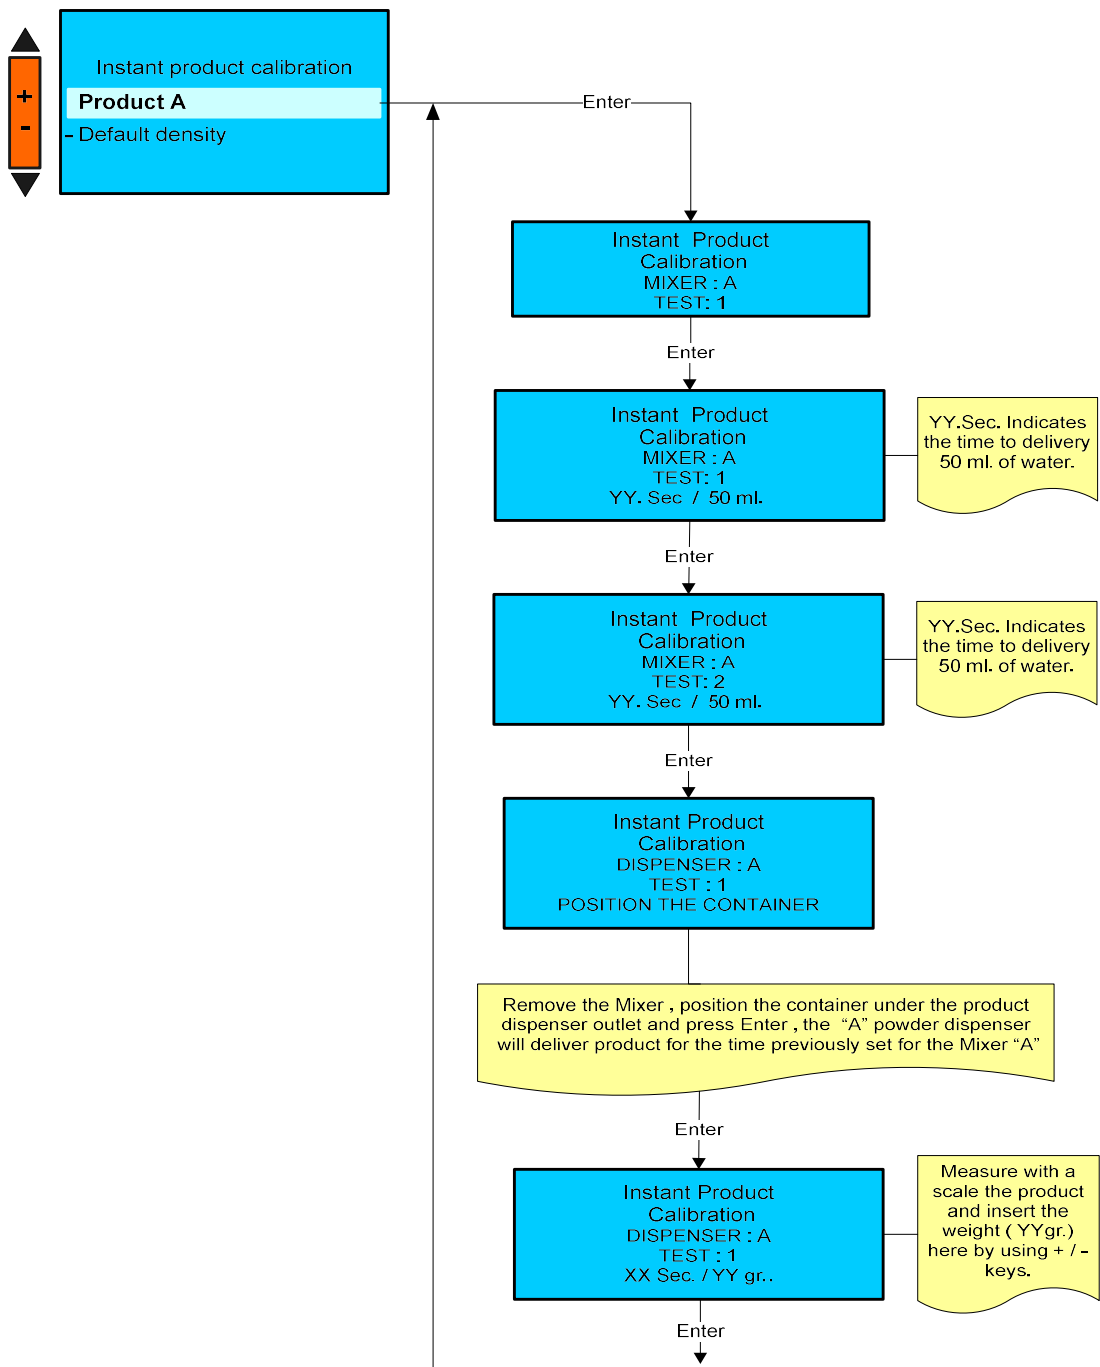 Instant product calibration
+
Product A
-
- Default density
Enter
Instant Product
Calibration
MIXER : A
TEST: 1
Enter
Instant Product
Calibration
MIXER : A
TEST: 1
YY. Sec / 50 ml.
YY.Sec. Indicates
the time to delivery
50 ml. of water.
Enter
Instant Product
Calibration
MIXER : A
TEST: 2
YY. Sec / 50 ml.
YY.Sec. Indicates
the time to delivery
50 ml. of water.
Enter
Instant Product
Calibration
DISPENSER : A
TEST : 1
POSITION THE CONTAINER
Remove the Mixer , position the container under the product
dispenser outlet and press Enter , the “A” powder dispenser
will deliver product for the time previously set for the Mixer “A”
Enter
Instant Product
Calibration
DISPENSER : A
TEST : 1
XX Sec. / YY gr..
Measure with a
scale the product
and insert the
weight ( YYgr.)
here by using + / -
keys.
Enter